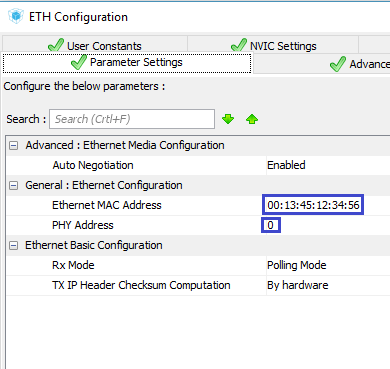 ETH Configuration
User Constants NVIC Settings
Parameter Settings Advance
Configure the below parameters :
Search : Search (Crtl+F)
Advanced : Ethernet Media Configuration
Auto Negotiation Enabled
General : Ethernet Configuration
Ethernet MAC Address 00:13:45:12:34:56
PHY Address 0
Ethernet Basic Configuration
Rx Mode Polling Mode
TX IP Header Checksum Computation By hardware